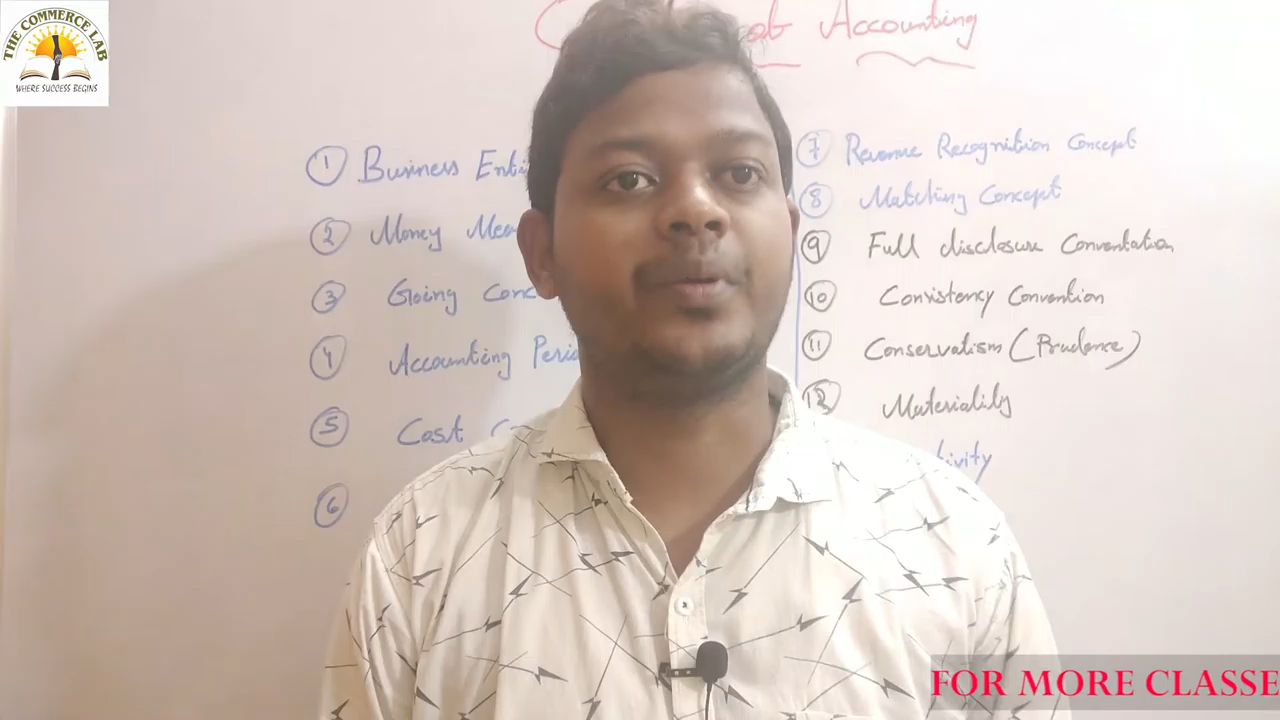 THE COMMERCE LAB
WHERE SUCCESS BEGINS
Accounting
① Business
② Money
③ Going
④ Accounting
⑤ Cost
⑥
⑦ Revenue Recognition Concept
⑧ Matching Concept
⑨ Full disclosure
⑩ Consistency Convention
⑪ Conservatism (Prudence)
⑫ Materiality
FOR MORE CLASSE